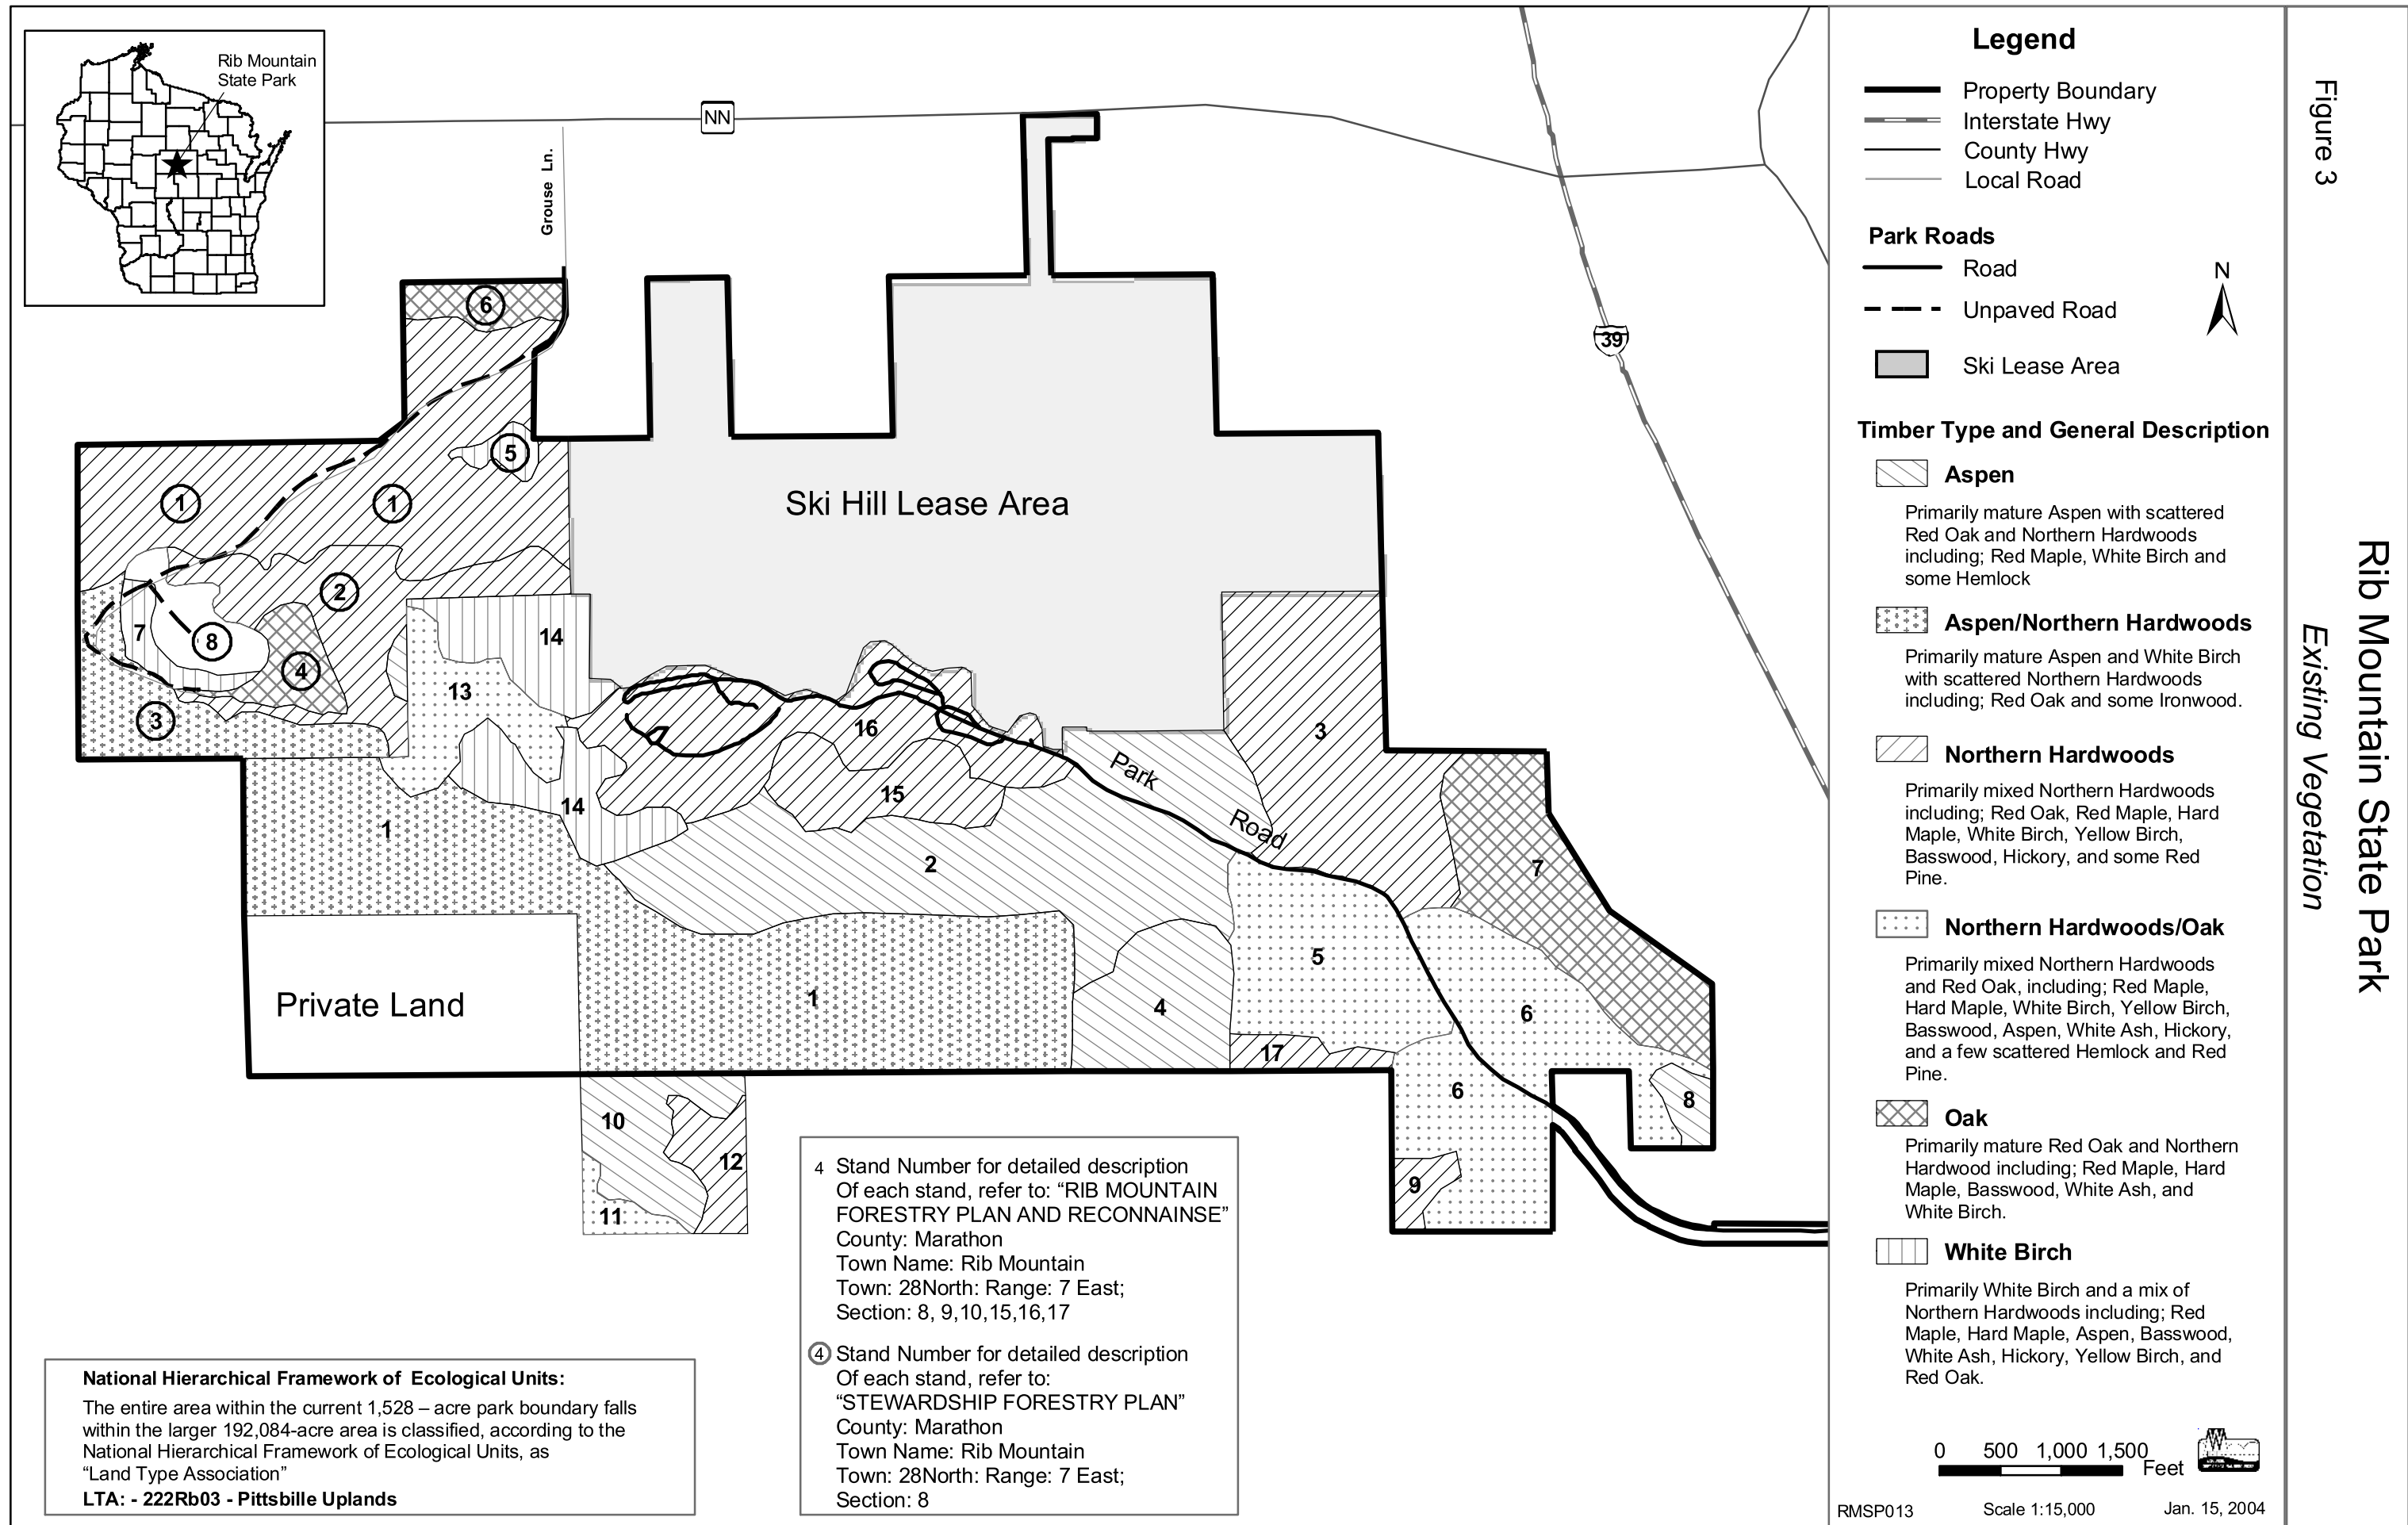 Rib Mountain
State Park
NN
Grouse Ln.
39
6
5
1
1
2
7
8
4
3
14
13
16
3
15
14
1
2
7
5
1
4
6
17
6
8
10
12
11
9
Ski Hill Lease Area
Park
Road
Private Land
4 Stand Number for detailed description
Of each stand, refer to: “RIB MOUNTAIN
FORESTRY PLAN AND RECONNAINSE”
County: Marathon
Town Name: Rib Mountain
Town: 28North: Range: 7 East;
Section: 8, 9,10,15,16,17
4 Stand Number for detailed description
Of each stand, refer to:
“STEWARDSHIP FORESTRY PLAN”
County: Marathon
Town Name: Rib Mountain
Town: 28North: Range: 7 East;
Section: 8
National Hierarchical Framework of Ecological Units:
The entire area within the current 1,528 – acre park boundary falls
within the larger 192,084-acre area is classified, according to the
National Hierarchical Framework of Ecological Units, as
“Land Type Association”
LTA: - 222Rb03 - Pittsbille Uplands
Legend
Property Boundary
Interstate Hwy
County Hwy
Local Road
Park Roads
Road
Unpaved Road
N
Ski Lease Area
Timber Type and General Description
Aspen
Primarily mature Aspen with scattered
Red Oak and Northern Hardwoods
including; Red Maple, White Birch and
some Hemlock
Aspen/Northern Hardwoods
Primarily mature Aspen and White Birch
with scattered Northern Hardwoods
including; Red Oak and some Ironwood.
Northern Hardwoods
Primarily mixed Northern Hardwoods
including; Red Oak, Red Maple, Hard
Maple, White Birch, Yellow Birch,
Basswood, Hickory, and some Red
Pine.
Northern Hardwoods/Oak
Primarily mixed Northern Hardwoods
and Red Oak, including; Red Maple,
Hard Maple, White Birch, Yellow Birch,
Basswood, Aspen, White Ash, Hickory,
and a few scattered Hemlock and Red
Pine.
Oak
Primarily mature Red Oak and Northern
Hardwood including; Red Maple, Hard
Maple, Basswood, White Ash, and
White Birch.
White Birch
Primarily White Birch and a mix of
Northern Hardwoods including; Red
Maple, Hard Maple, Aspen, Basswood,
White Ash, Hickory, Yellow Birch, and
Red Oak.
0 500 1,000 1,500
Feet
RMSP013 Scale 1:15,000 Jan. 15, 2004
Figure 3
Rib Mountain State Park
Existing Vegetation